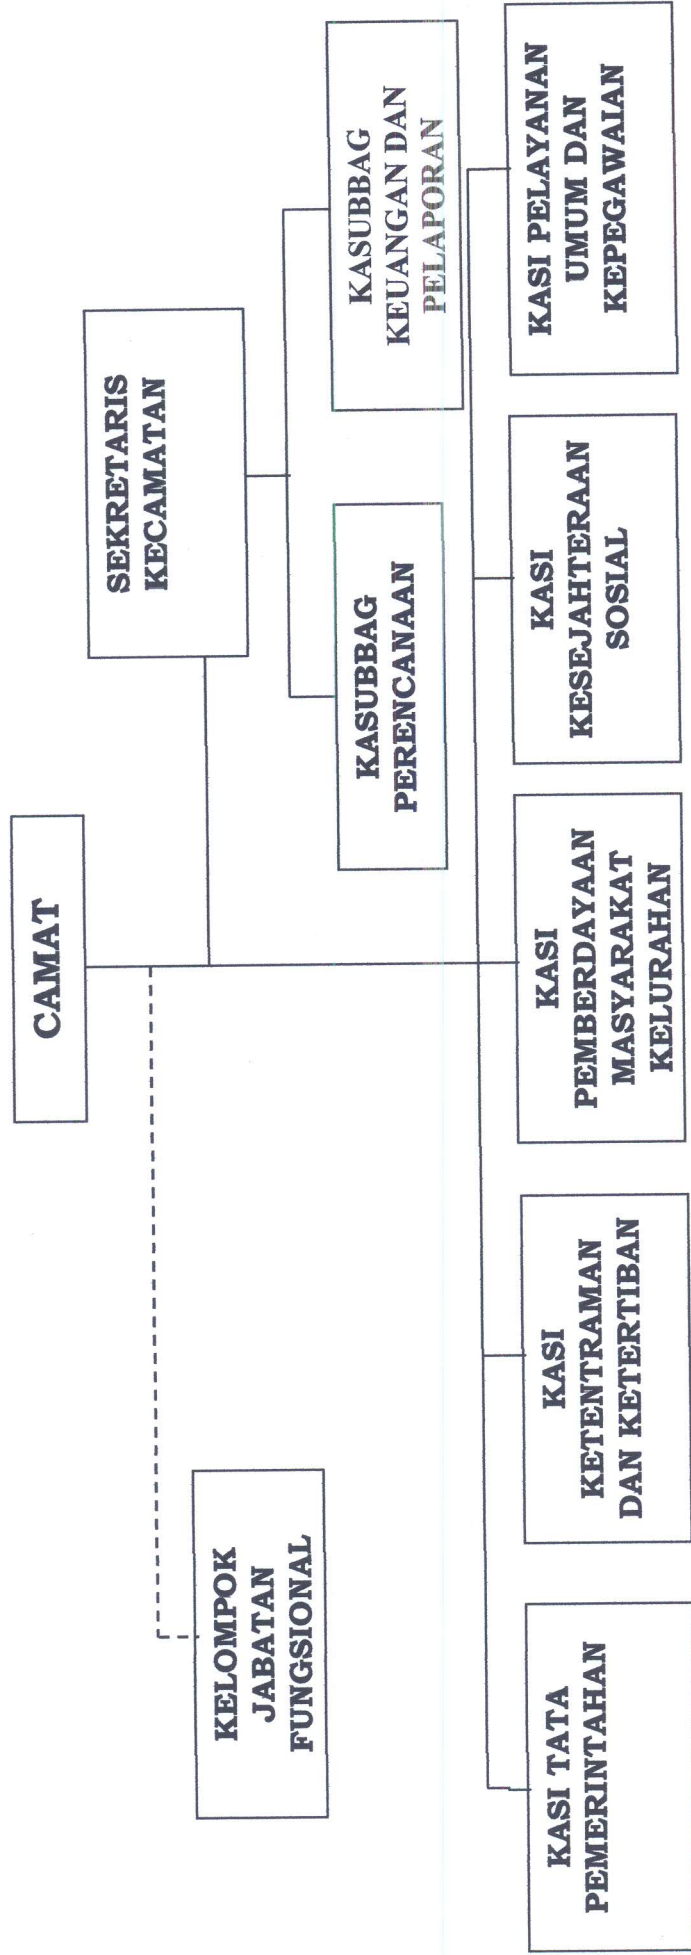 CAMAT
SEKRETARIS
KECAMATAN
KELOMPOK
JABATAN
FUNGSIONAL
KASUBBAG
PERENCANAAN
KASUBBAG
KEUANGAN DAN
PELAPORAN
KASI TATA
PEMERINTAHAN
KASI
KETENTRAMAN
DAN KETERTIBAN
KASI
PEMBERDAYAAN
MASYARAKAT
KELURAHAN
KASI
KESEJAHTERAAN
SOSIAL
KASI PELAYANAN
UMUM DAN
KEPEGAWAIAN